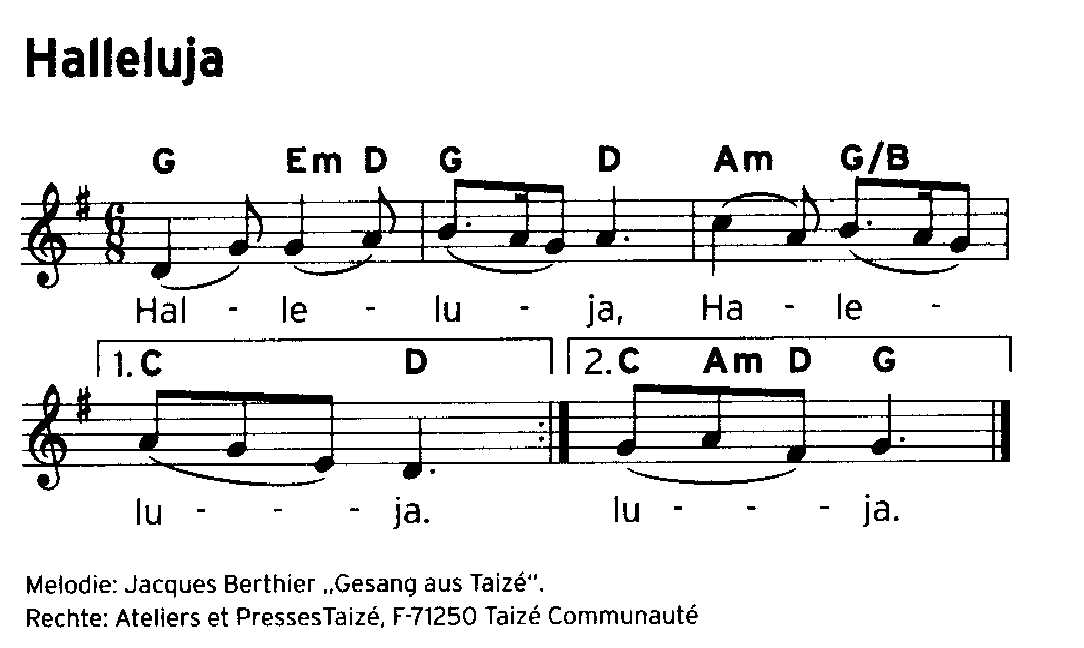 Halleluja
G Em D G D Am G/B
6
8
Hal - le - lu - ja, Ha - le -
1. C D 2. C Am D G
lu - - - ja. lu - - - ja.
Melodie: Jacques Berthier „Gesang aus Taizé".
Rechte: Ateliers et PressesTaizé, F-71250 Taizé Communauté